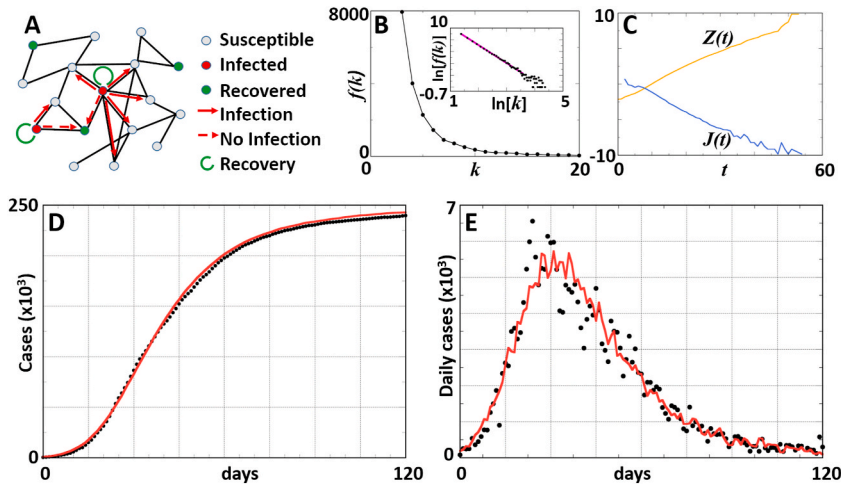 A
Susceptible
Infected
Recovered
Infection
No Infection
Recovery
B
8000
f(k)
0
k
20
ln[f(k)]
10
-0.7
1
ln[k]
5
C
10
Z(t)
J(t)
-10
0
t
60
D
250
Cases (x10³)
0
0
days
120
E
7
Daily cases (x10³)
0
0
days
120